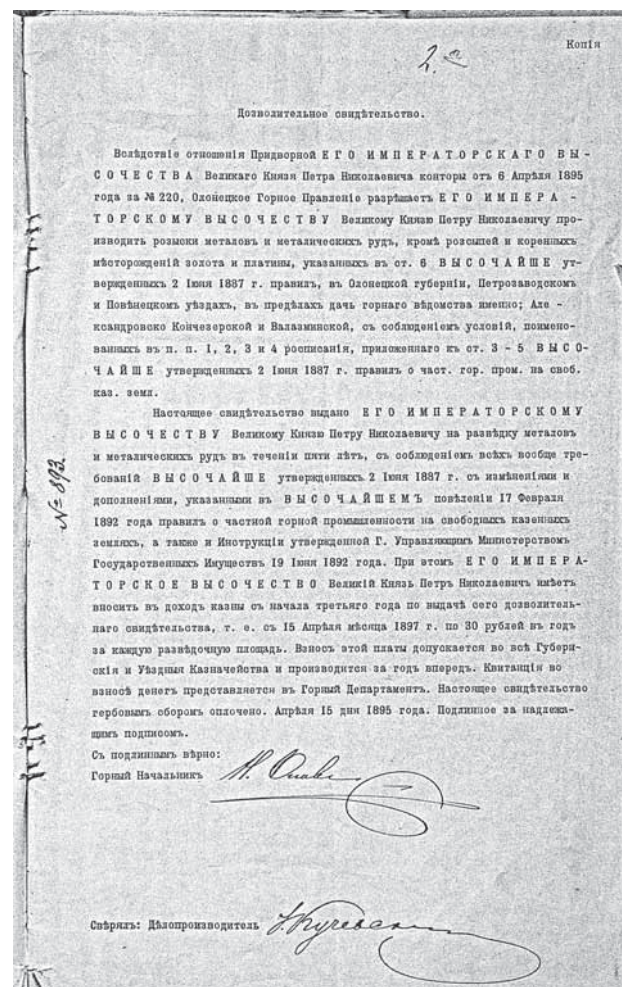 Копія
2.а
Дозволительное свидѣтельство.
Вслѣдствіе отношенія Придворной ЕГО ИМПЕРАТОРСКАГО ВЫ-
СОЧЕСТВА Великаго Князя Петра Николаевича конторы отъ 6 Апрѣля 1895
года за № 220, Олонецкое Горное Правленіе разрѣшаетъ ЕГО ИМПЕРА -
ТОРСКОМУ ВЫСОЧЕСТВУ Великому Князю Петру Николаевичу про-
изводить розыски металовъ и металическихъ рудъ, кромѣ розсыпей и коренныхъ
мѣсторожденій золота и платины, указанныхъ въ ст. 6 ВЫСОЧАЙШЕ ут-
вержденныхъ 2 Іюня 1887 г. правилъ, въ Олонецкой губерніи, Петрозаводскомъ
и Повѣнецкомъ уѣздахъ, въ предѣлахъ дачъ горнаго вѣдомства именно; Але -
ксандровско Кончезерской и Валазминской, съ соблюденіемъ условій, поимено-
ванныхъ въ п. п. 1, 2, 3 и 4 росписанія, приложеннаго къ ст. 3 - 5 ВЫСО-
ЧАЙШЕ утвержденныхъ 2 Іюня 1887 г. правилъ о част. гор. пром. на своб.
каз. земл.
Настоящее свидѣтельство выдано ЕГО ИМПЕРАТОРСКОМУ
ВЫСОЧЕСТВУ Великому Князю Петру Николаевичу на развѣдку металовъ
и металическихъ рудъ въ теченіи пяти лѣтъ, съ соблюденіемъ всѣхъ вообще тре-
бованій ВЫСОЧАЙШЕ утвержденныхъ 2 Іюня 1887 г. съ измѣненіями и
дополненіями, указанными въ ВЫСОЧАЙШЕМЪ повѣленіи 17 Февраля
1892 года правилъ о частной горной промышленности на свободныхъ казенныхъ
земляхъ, а также и Инструкціи утвержденной Г. Управляющимъ Министерствомъ
Государственныхъ Имуществъ 19 Іюня 1892 года. При этомъ ЕГО ИМПЕРА-
ТОРСКОЕ ВЫСОЧЕСТВО Великій Князь Петръ Николаевичъ имѣетъ
вносить въ доходъ казны съ начала третьяго года по выдачѣ сего дозволитель-
наго свидѣтельства, т. е. съ 15 Апрѣля мѣсяца 1897 г. по 30 рублей въ годъ
за каждую развѣдочную площадь. Взносъ этой платы допускается во всѣ Губерн-
скія и Уѣздныя Казначейства и производится за годъ впередъ. Квитанція во
взносѣ денегъ представляется въ Горный Департаментъ. Настоящее свидѣтельство
гербовымъ сборомъ оплочено. Апрѣля 15 дня 1895 года. Подлинное за надлежа-
щимъ подписомъ.
№ 893
Съ подлиннымъ вѣрно:
Горный Начальникъ
Свѣрялъ: Дѣлопроизводитель